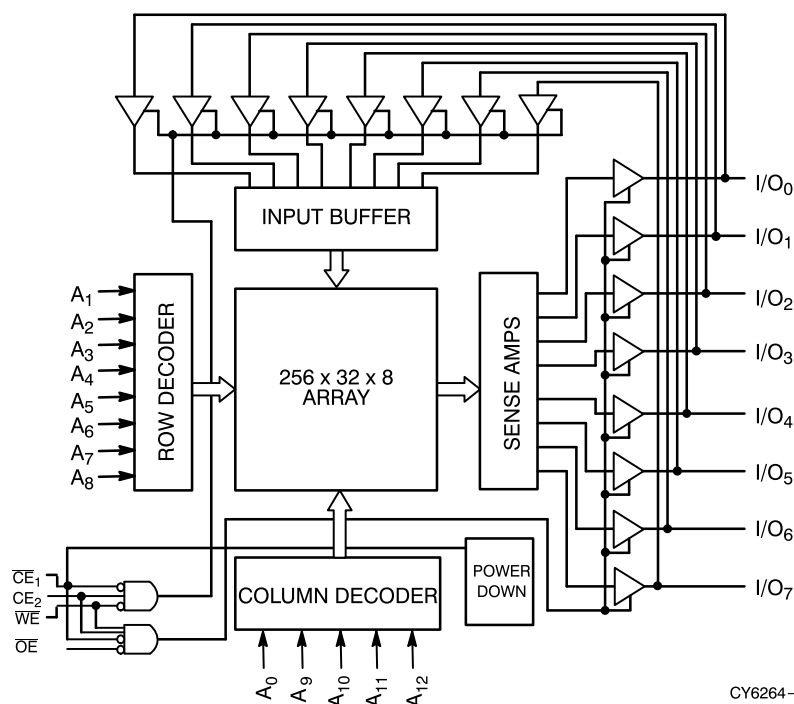 INPUT BUFFER
I/O0
I/O1
I/O2
I/O3
I/O4
I/O5
I/O6
I/O7
A1
A2
A3
A4
A5
A6
A7
A8
ROW DECODER
256 x 32 x 8
ARRAY
SENSE AMPS
CE1
CE2
WE
OE
COLUMN DECODER
POWER
DOWN
A0
A9
A10
A11
A12
CY6264–